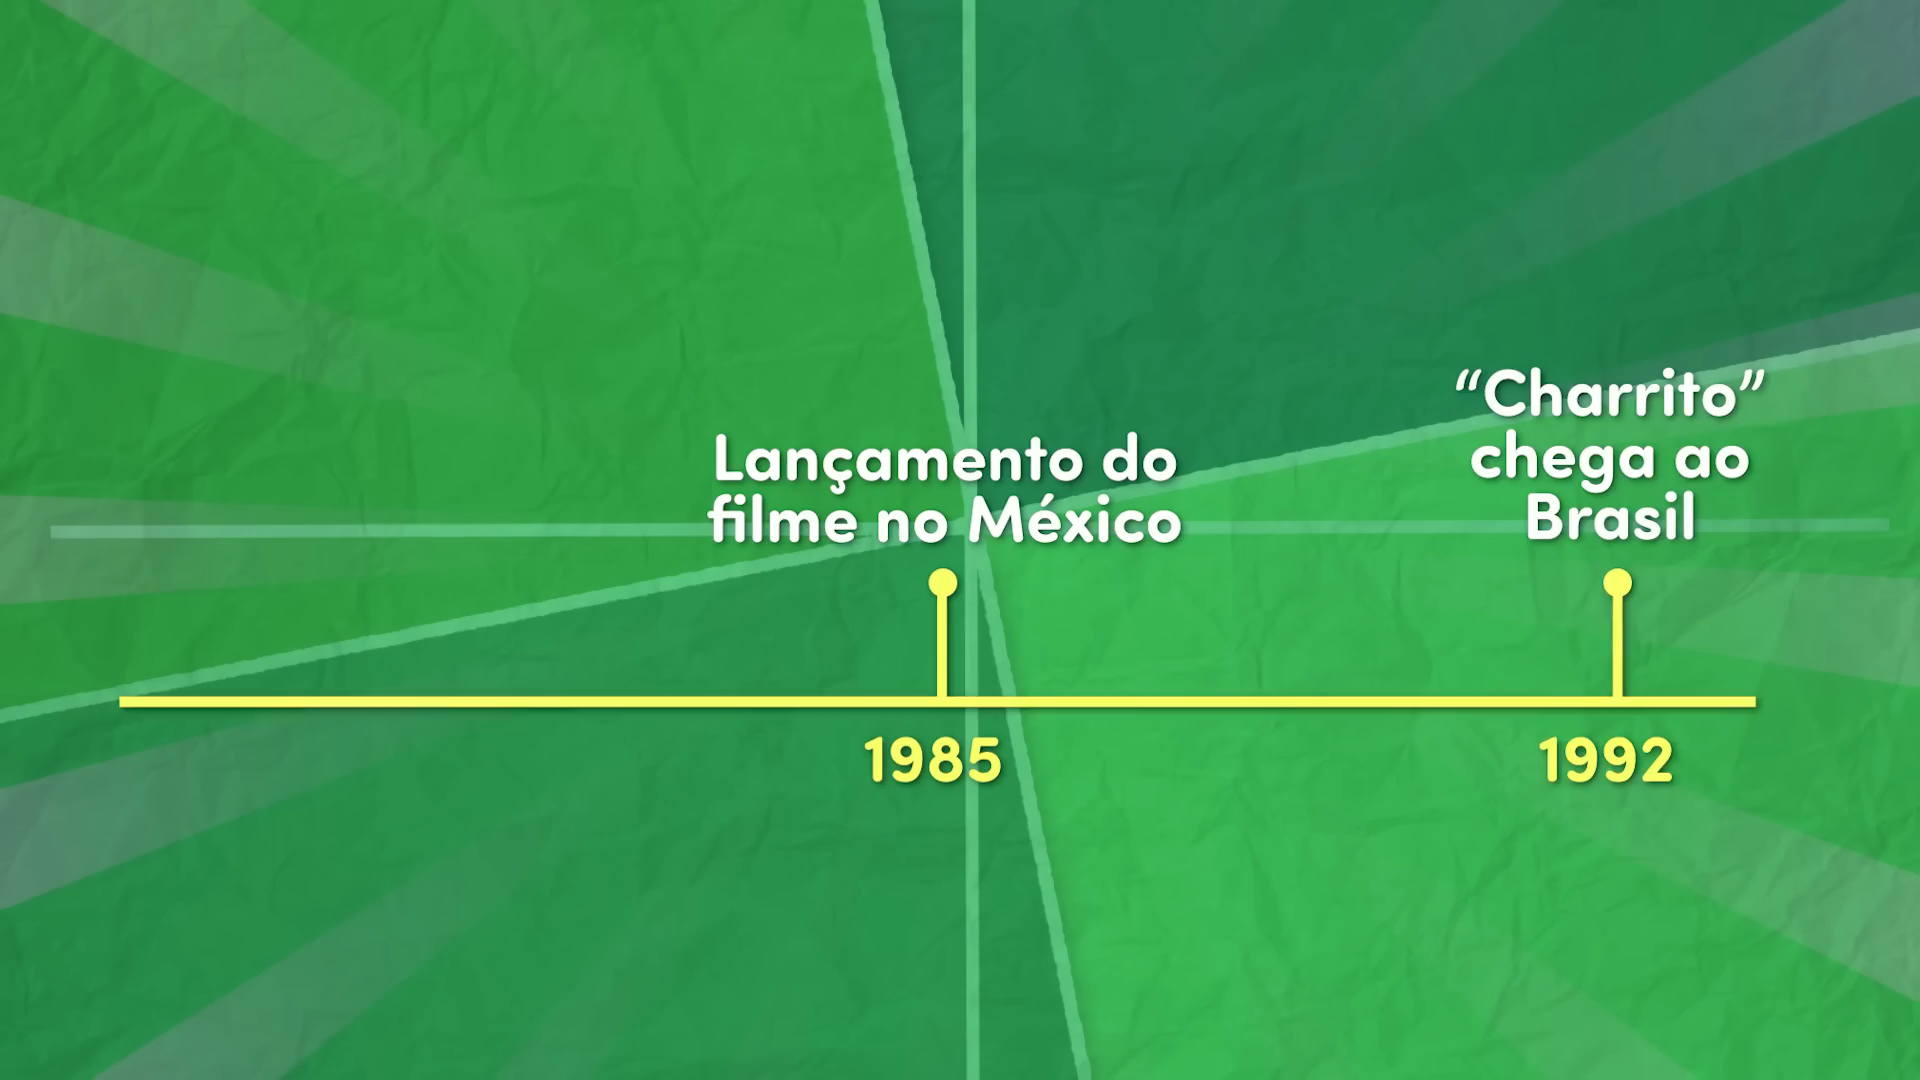 Lançamento do
filme no México
1985
“Charrito”
chega ao
Brasil
1992